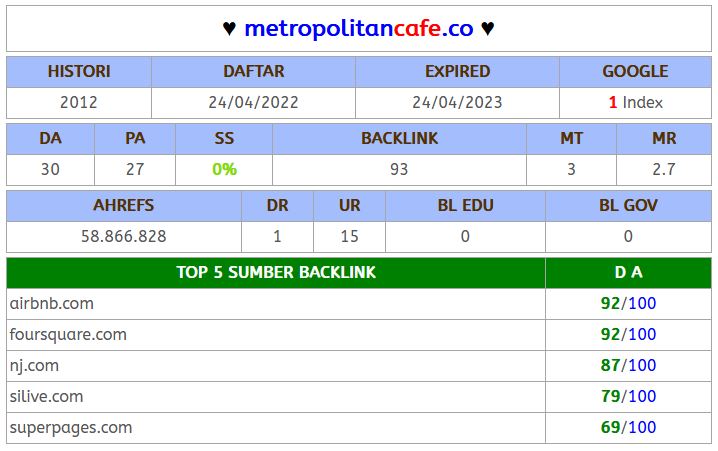 ♥ metropolitancafe.co ♥
HISTORI DAFTAR EXPIRED GOOGLE
2012 24/04/2022 24/04/2023 1 Index
DA PA SS BACKLINK MT MR
30 27 0% 93 3 2.7
AHREFS DR UR BL EDU BL GOV
58.866.828 1 15 0 0
TOP 5 SUMBER BACKLINK D A
airbnb.com 92/100
foursquare.com 92/100
nj.com 87/100
silive.com 79/100
superpages.com 69/100